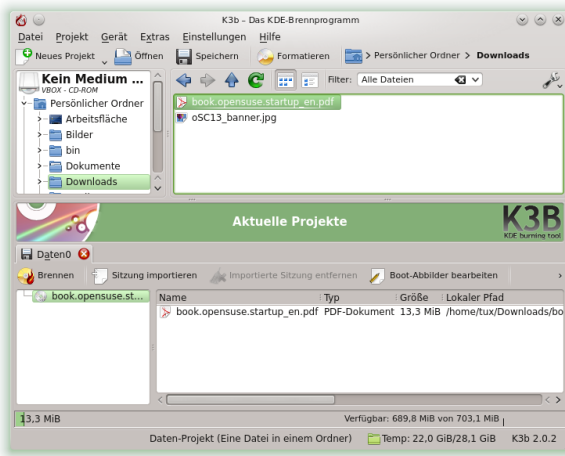 K3b – Das KDE-Brennprogramm
Datei Projekt Gerät Extras Einstellungen Hilfe
Neues Projekt Öffnen Speichern Formatieren > Persönlicher Ordner > Downloads
Kein Medium ...
VBOX - CD-ROM
Persönlicher Ordner
Arbeitsfläche
Bilder
bin
Dokumente
Downloads
Filter: Alle Dateien
book.opensuse.startup_en.pdf
oSC13_banner.jpg
Aktuelle Projekte
K3B
KDE burning tool
Daten0
Brennen Sitzung importieren Importierte Sitzung entfernen Boot-Abbilder bearbeiten
book.opensuse.st...
Name Typ Größe Lokaler Pfad
book.opensuse.startup_en.pdf PDF-Dokument 13,3 MiB /home/tux/Downloads/bo
13,3 MiB Verfügbar: 689,8 MiB von 703,1 MiB
Daten-Projekt (Eine Datei in einem Ordner) Temp: 22,0 GiB/28,1 GiB K3b 2.0.2